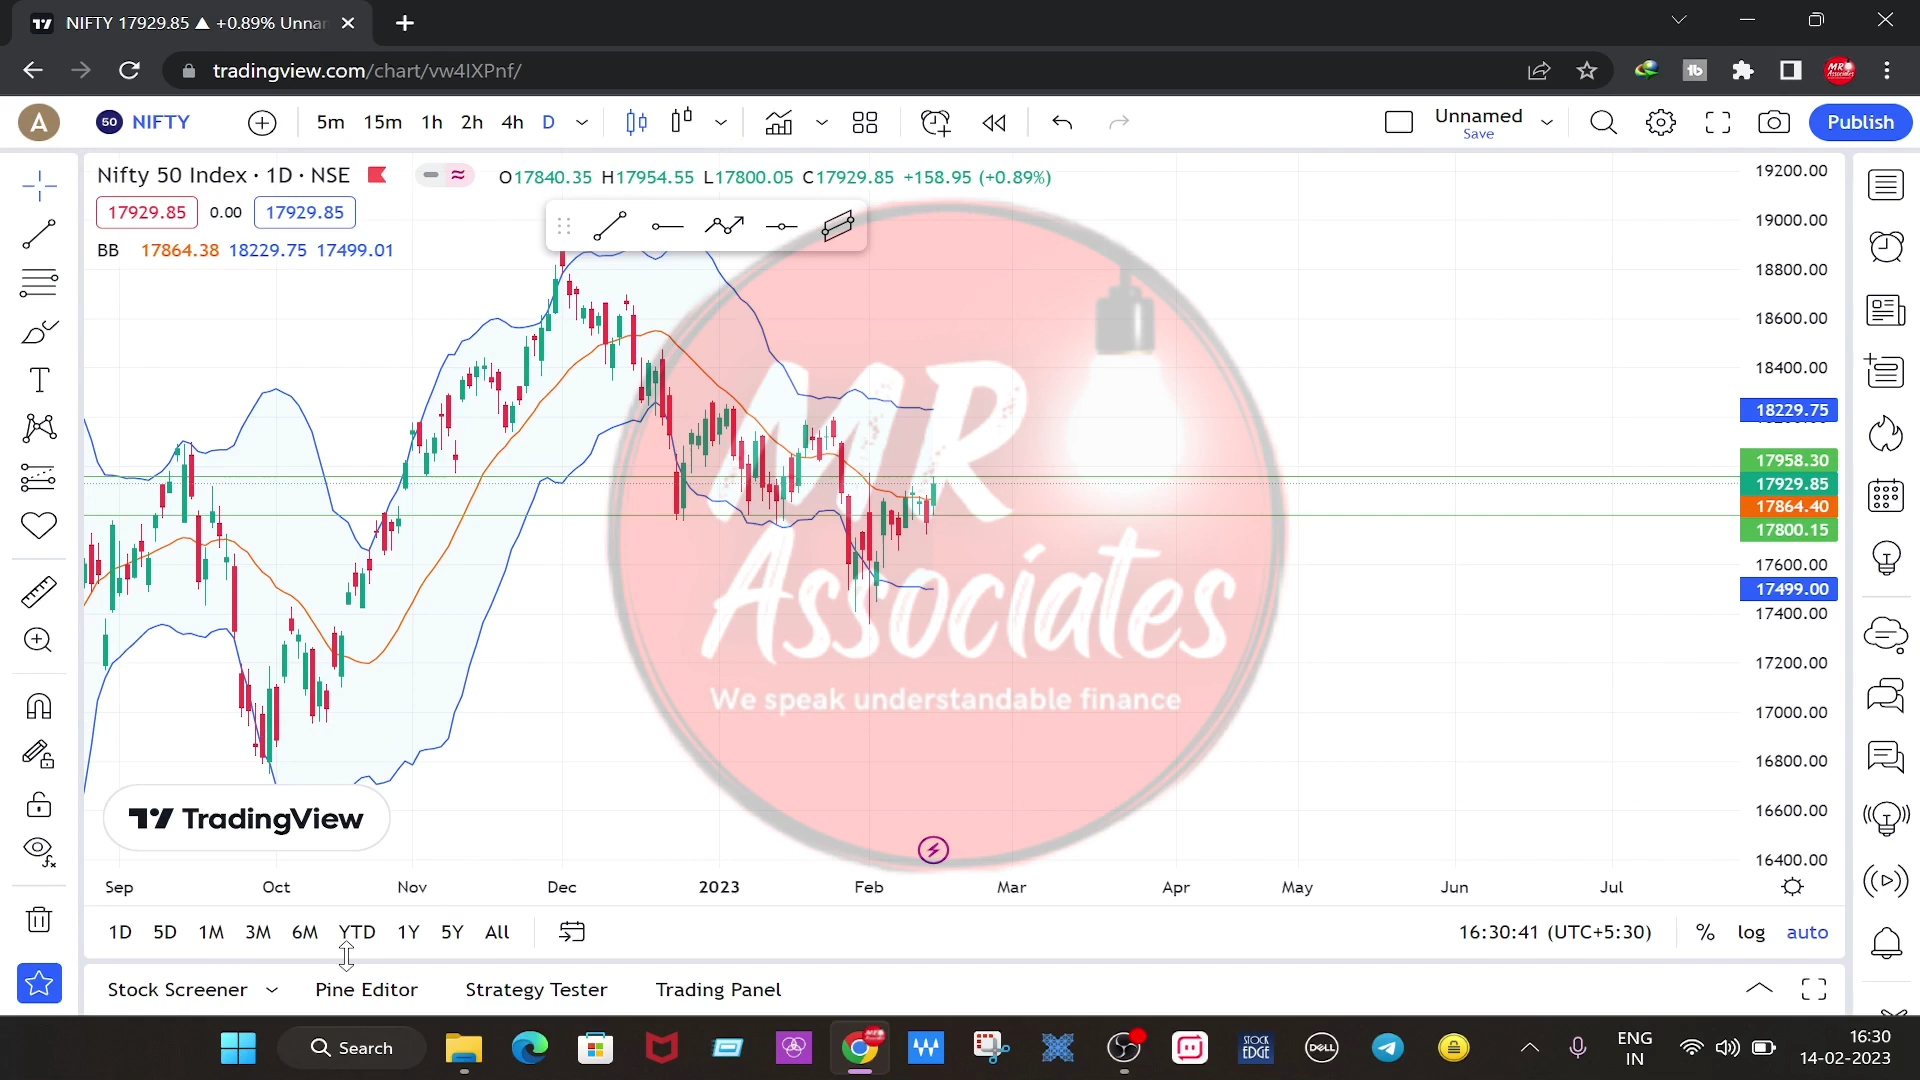 NIFTY 17929.85 ▲ +0.89% Unnar
tradingview.com/chart/vw4lXPnf/
A 50 NIFTY 5m 15m 1h 2h 4h D Unnamed Save Publish
Nifty 50 Index · 1D · NSE O17840.35 H17954.55 L17800.05 C17929.85 +158.95 (+0.89%)
17929.85 0.00 17929.85
BB 17864.38 18229.75 17499.01
19200.00
19000.00
18800.00
18600.00
18400.00
18229.75
17958.30
17929.85
17864.40
17800.15
17600.00
17499.00
17400.00
17200.00
17000.00
16800.00
16600.00
16400.00
MR
Associates
We speak understandable finance
TradingView
Sep Oct Nov Dec 2023 Feb Mar Apr May Jun Jul
1D 5D 1M 3M 6M YTD 1Y 5Y All 16:30:41 (UTC+5:30) % log auto
Stock Screener Pine Editor Strategy Tester Trading Panel
Search STOCK EDGE DELL ENG IN 16:30
14-02-2023